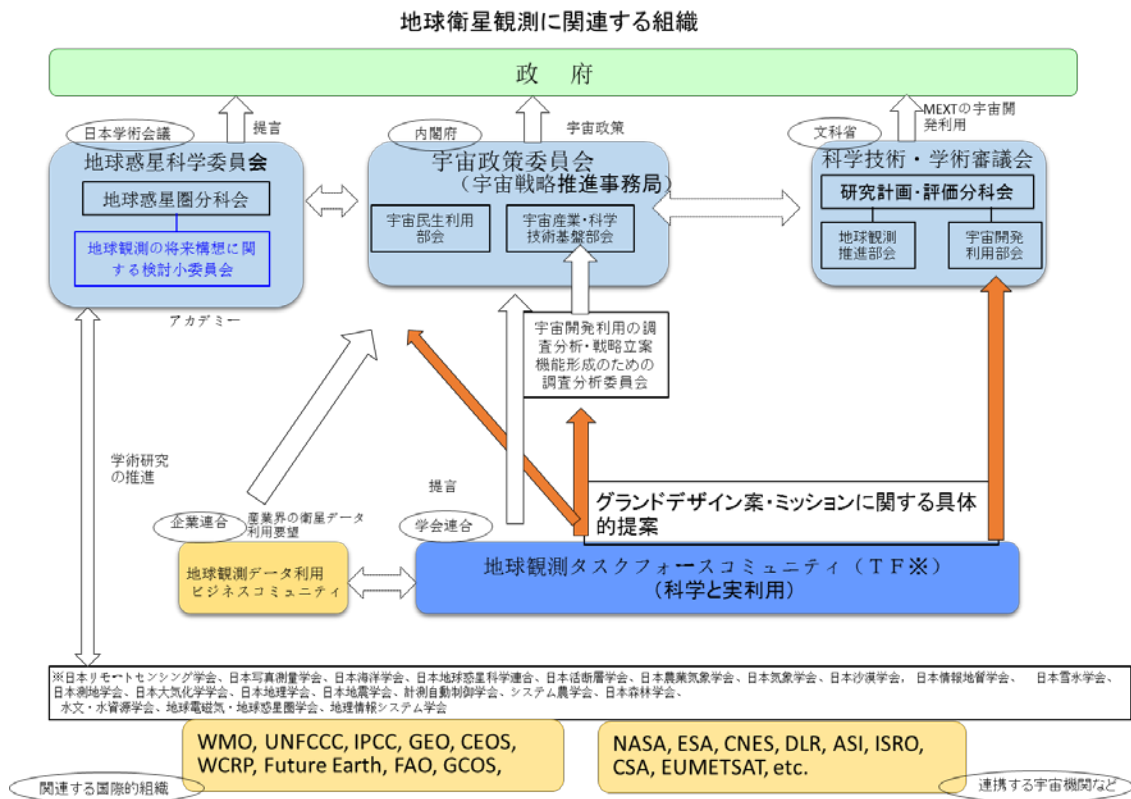 地球衛星観測に関連する組織
政　府
日本学術会議
提言
内閣府
宇宙政策
文科省
MEXTの宇宙開
発利用
地球惑星科学委員会
地球惑星圏分科会
地球観測の将来構想に関
する検討小委員会
アカデミー
宇宙政策委員会
（宇宙戦略推進事務局）
宇宙民生利用
部会
宇宙産業・科学
技術基盤部会
科学技術・学術審議会
研究計画・評価分科会
地球観測
推進部会
宇宙開発
利用部会
宇宙開発利用の調
査分析・戦略立案
機能形成のための
調査分析委員会
学術研究
の推進
提言
グランドデザイン案・ミッションに関する具体
的提案
企業連合
産業界の衛星データ
利用要望
学会連合
地球観測データ利用
ビジネスコミュニティ
地球観測タスクフォースコミュニティ（ＴＦ※）
（科学と実利用）
※日本リモートセンシング学会、日本写真測量学会、日本海洋学会、日本地球惑星科学連合、日本活断層学会、日本農業気象学会、日本気象学会、日本沙漠学会, 日本情報地質学会、　日本雪氷学会、
日本測地学会、日本大気化学学会、日本地理学会、日本地震学会、計測自動制御学会、システム農学会、日本森林学会、
水文・水資源学会、地球電磁気・地球惑星圏学会、地理情報システム学会
WMO, UNFCCC, IPCC, GEO, CEOS,
WCRP, Future Earth, FAO, GCOS,
NASA, ESA, CNES, DLR, ASI, ISRO,
CSA, EUMETSAT, etc.
関連する国際的組織
連携する宇宙機関など